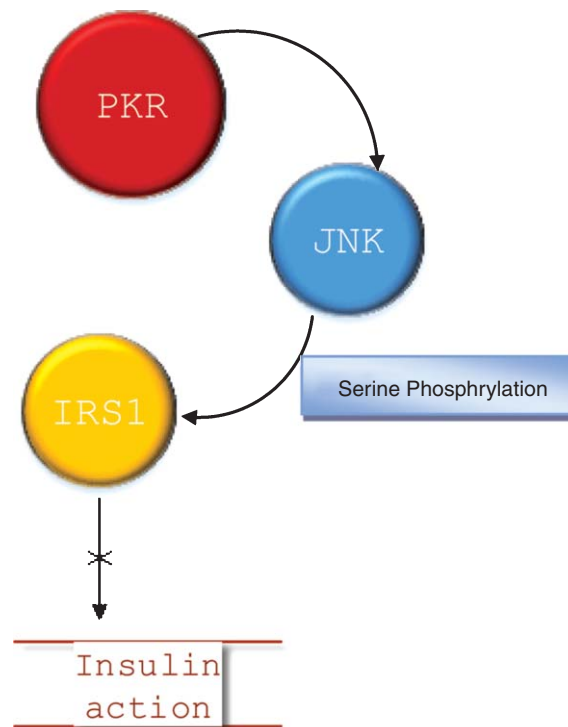 PKR
JNK
Serine Phosphrylation
IRS1
Insulin
action